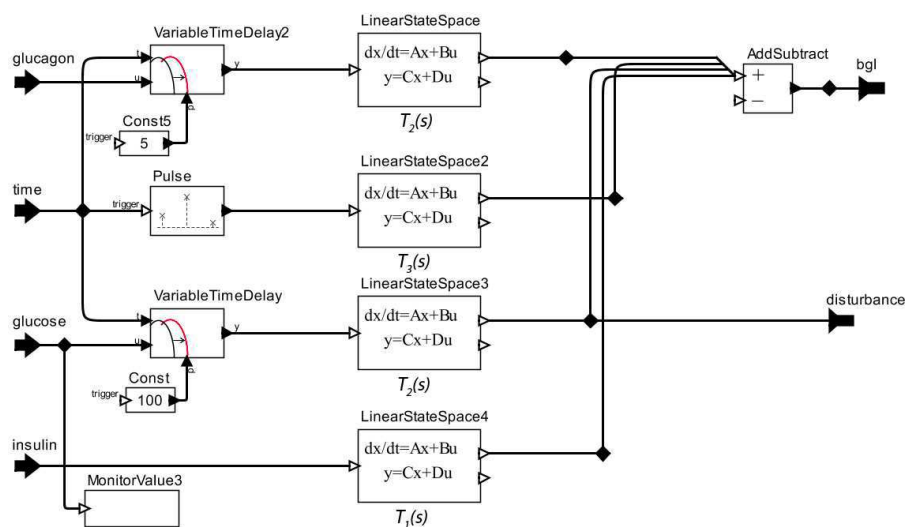 VariableTimeDelay2
LinearStateSpace
glucagon
t
u
y
d
dx/dt=Ax+Bu
y=Cx+Du
AddSubtract
+
−
bgl
Const5
trigger
5
T2(s)
LinearStateSpace2
time
Pulse
trigger
dx/dt=Ax+Bu
y=Cx+Du
T3(s)
VariableTimeDelay
LinearStateSpace3
disturbance
glucose
t
u
y
d
dx/dt=Ax+Bu
y=Cx+Du
Const
trigger
100
T2(s)
LinearStateSpace4
insulin
dx/dt=Ax+Bu
y=Cx+Du
MonitorValue3
T1(s)